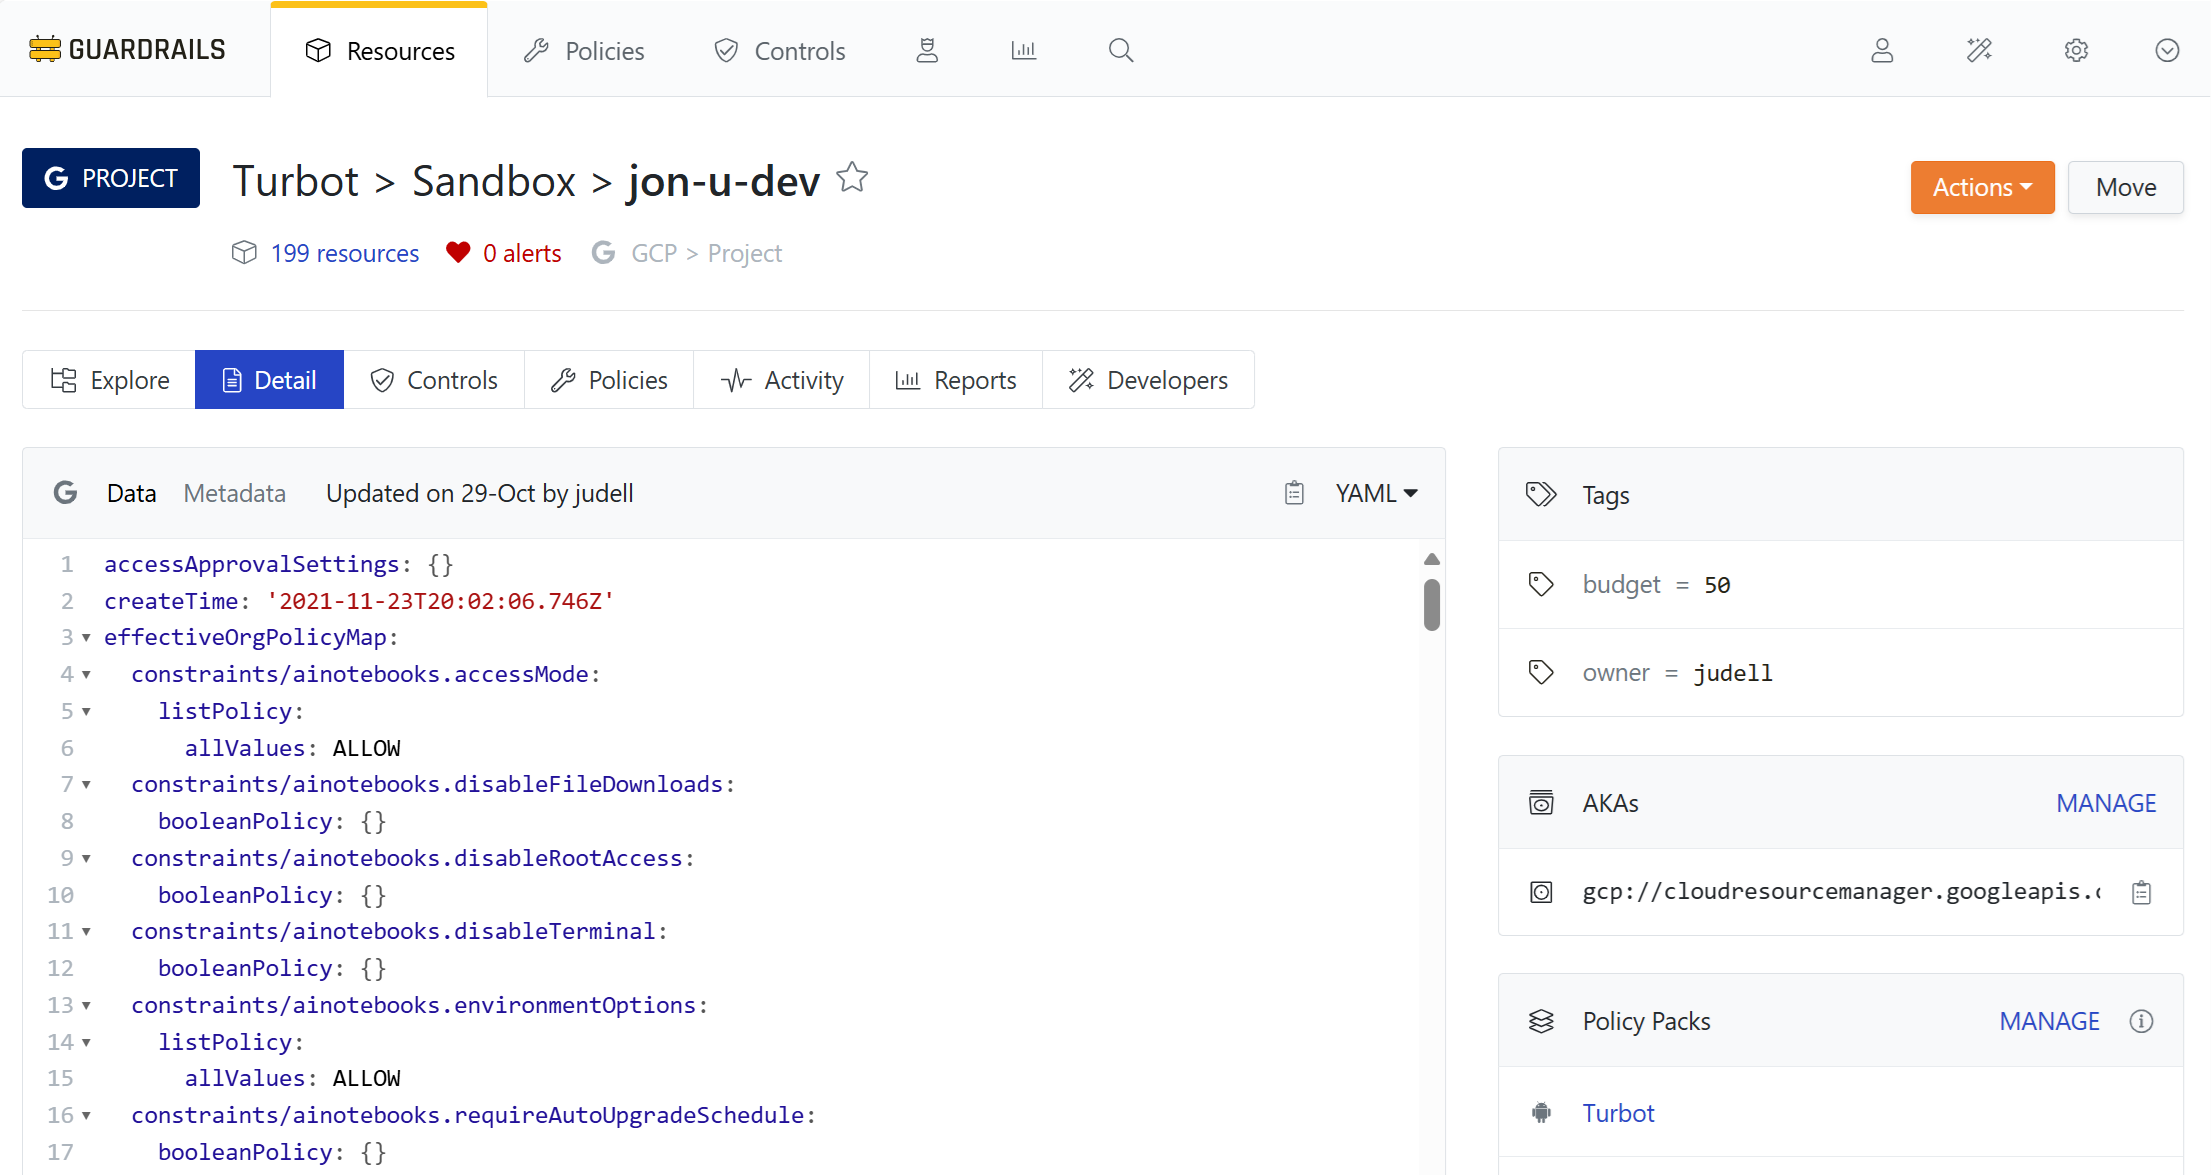 GUARDRAILS Resources Policies Controls
PROJECT Turbot > Sandbox > jon-u-dev Actions Move
199 resources 0 alerts GCP > Project
Explore Detail Controls Policies Activity Reports Developers
Data Metadata Updated on 29-Oct by judell YAML
1 accessApprovalSettings: {}
2 createTime: '2021-11-23T20:02:06.746Z'
3 effectiveOrgPolicyMap:
4 constraints/ainotebooks.accessMode:
5 listPolicy:
6 allValues: ALLOW
7 constraints/ainotebooks.disableFileDownloads:
8 booleanPolicy: {}
9 constraints/ainotebooks.disableRootAccess:
10 booleanPolicy: {}
11 constraints/ainotebooks.disableTerminal:
12 booleanPolicy: {}
13 constraints/ainotebooks.environmentOptions:
14 listPolicy:
15 allValues: ALLOW
16 constraints/ainotebooks.requireAutoUpgradeSchedule:
17 booleanPolicy: {}
Tags
budget = 50
owner = judell
AKAs MANAGE
gcp://cloudresourcemanager.googleapis.
Policy Packs MANAGE
Turbot